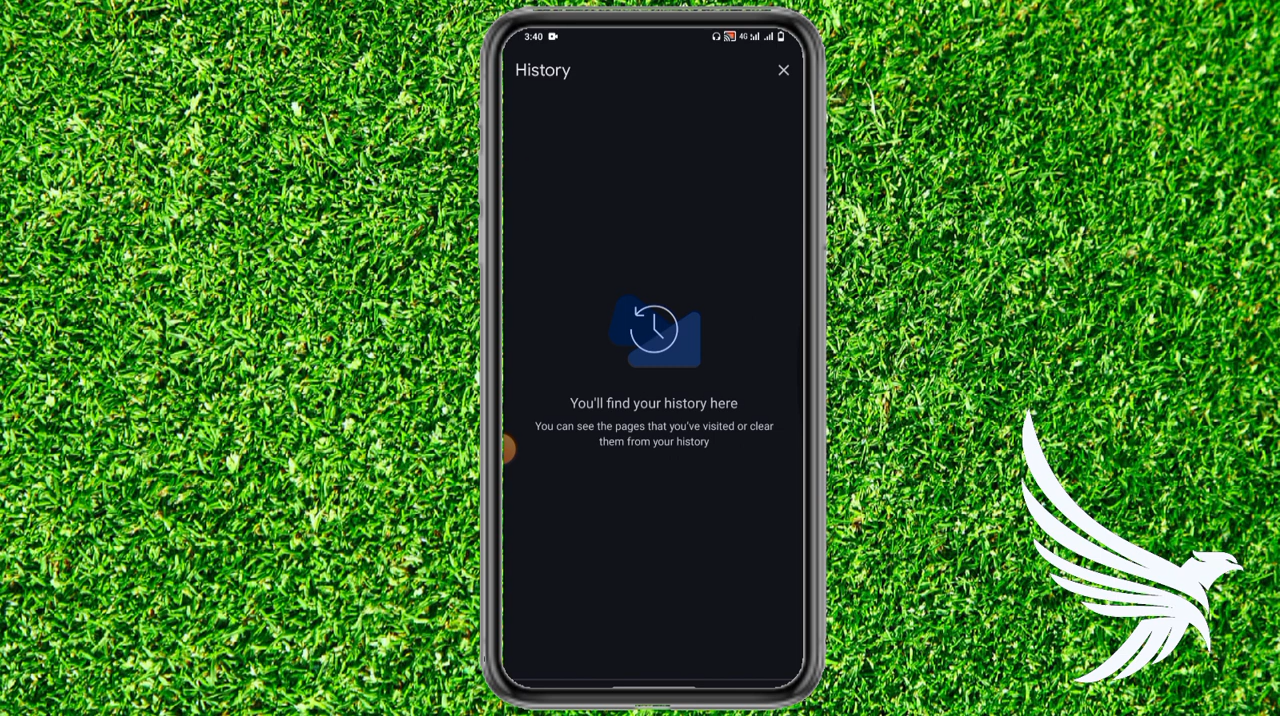 3:40
4G
History
You'll find your history here
You can see the pages that you've visited or clear
them from your history